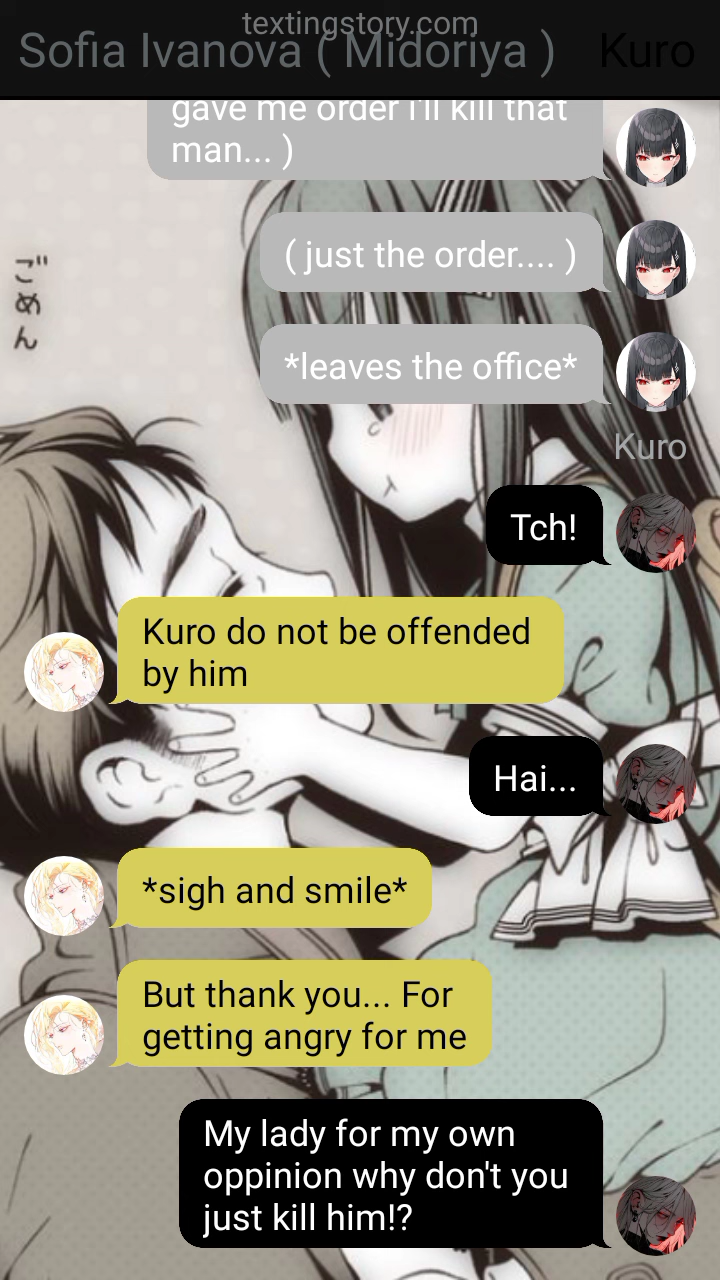 textingstory.com
Sofia Ivanova ( Midoriya ) Kuro
gave me order i'll kill that
man... )
ごめん
( just the order.... )
*leaves the office*
Kuro
Tch!
Kuro do not be offended
by him
Hai...
*sigh and smile*
But thank you... For
getting angry for me
My lady for my own
oppinion why don't you
just kill him!?